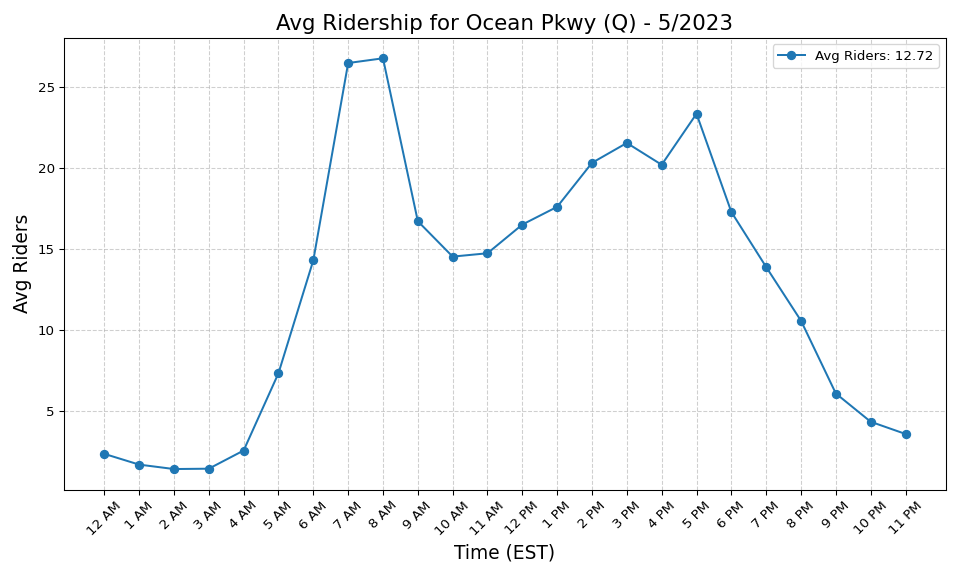 Avg Ridership for Ocean Pkwy (Q) - 5/2023
Avg Riders: 12.72
Avg Riders
25
20
15
10
5
12 AM
1 AM
2 AM
3 AM
4 AM
5 AM
6 AM
7 AM
8 AM
9 AM
10 AM
11 AM
12 PM
1 PM
2 PM
3 PM
4 PM
5 PM
6 PM
7 PM
8 PM
9 PM
10 PM
11 PM
Time (EST)